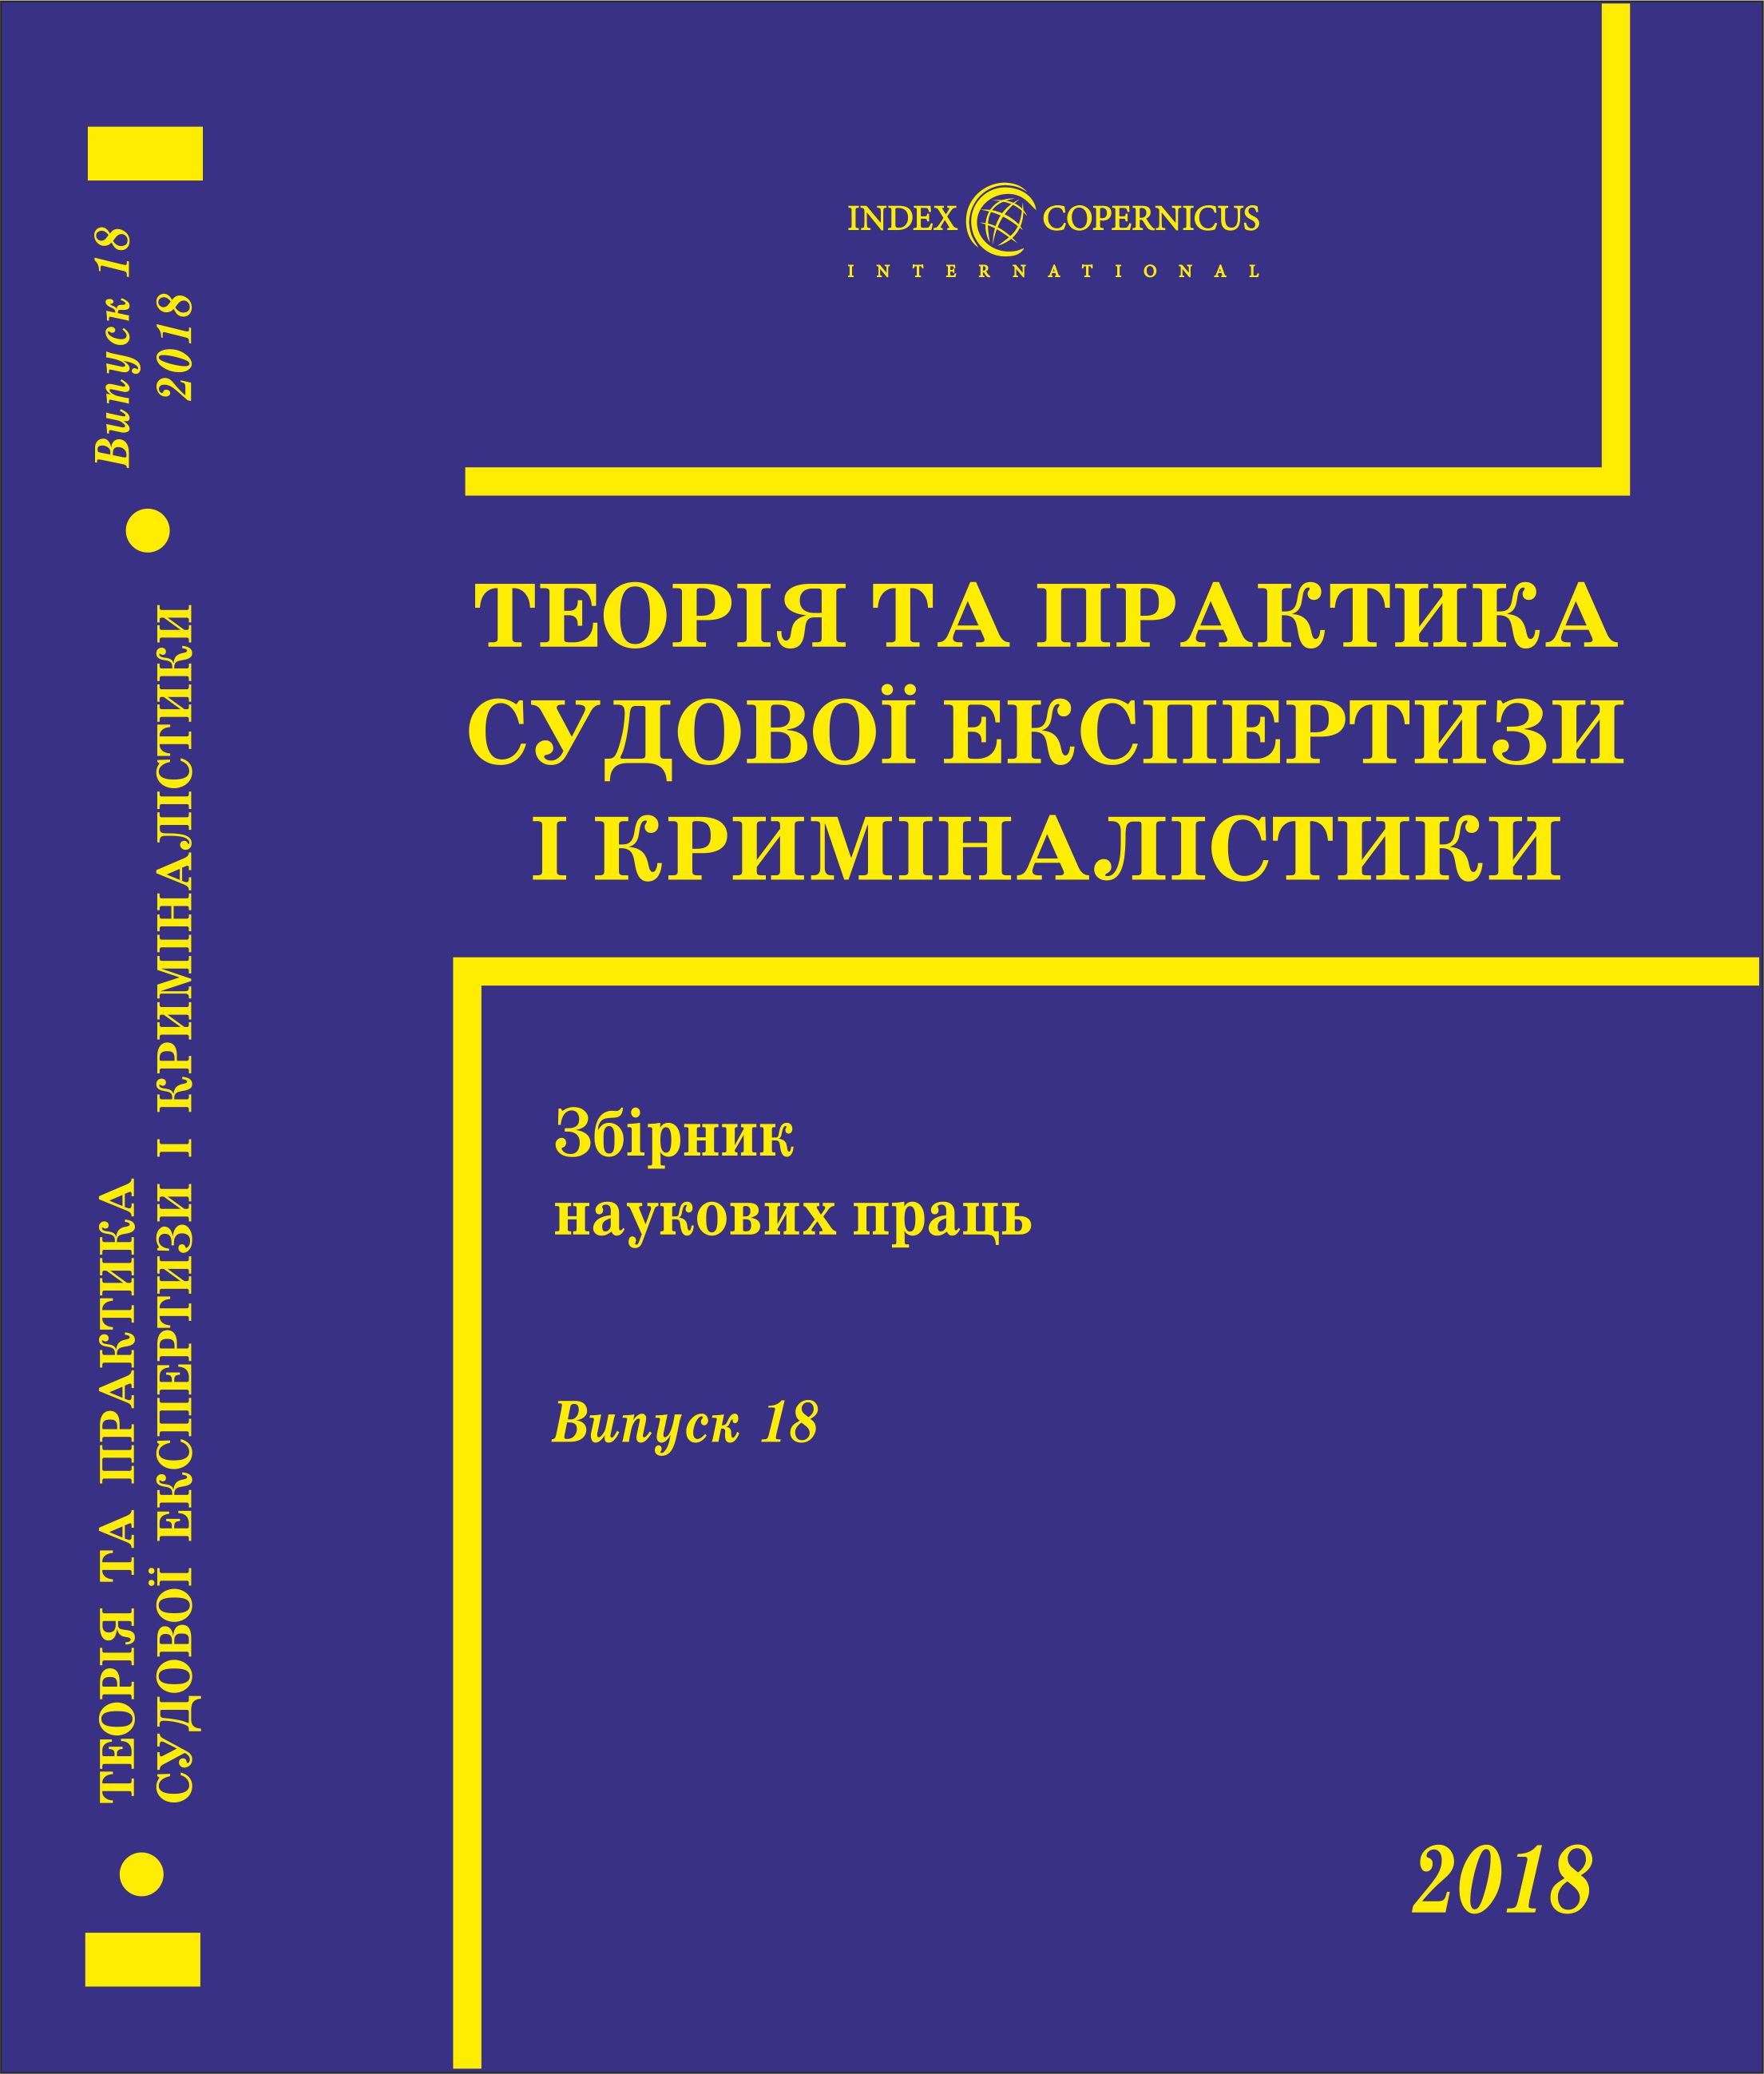 Випуск 18
2018
ТЕОРІЯ ТА ПРАКТИКА
СУДОВОЇ ЕКСПЕРТИЗИ І КРИМІНАЛІСТИКИ
INDEX COPERNICUS
INTERNATIONAL
ТЕОРІЯ ТА ПРАКТИКА
СУДОВОЇ ЕКСПЕРТИЗИ
І КРИМІНАЛІСТИКИ
Збірник
наукових праць
Випуск 18
2018